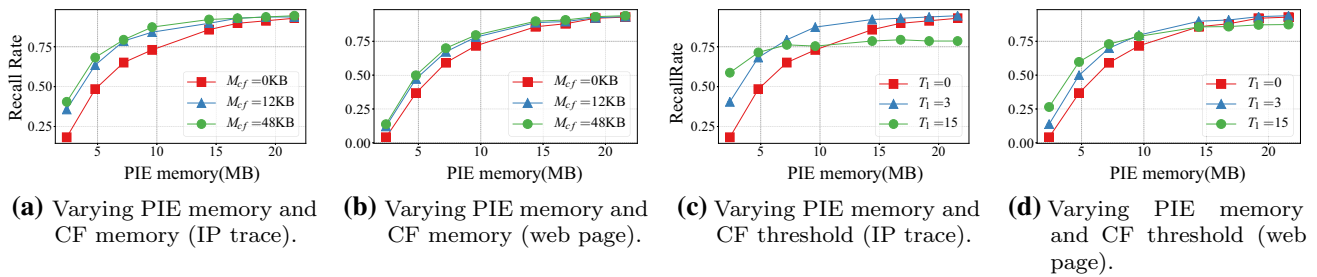 Recall Rate
0.75
0.50
0.25
M_cf =0KB
M_cf =12KB
M_cf =48KB
5 10 15 20
PIE memory(MB)
(a) Varying PIE memory and
CF memory (IP trace).
0.75
0.50
0.25
0.00
M_cf =0KB
M_cf =12KB
M_cf =48KB
5 10 15 20
PIE memory(MB)
(b) Varying PIE memory and
CF memory (web page).
RecallRate
0.75
0.50
0.25
T_1 =0
T_1 =3
T_1 =15
5 10 15 20
PIE memory(MB)
(c) Varying PIE memory and
CF threshold (IP trace).
0.75
0.50
0.25
0.00
T_1 =0
T_1 =3
T_1 =15
5 10 15 20
PIE memory(MB)
(d) Varying PIE memory
and CF threshold (web
page).